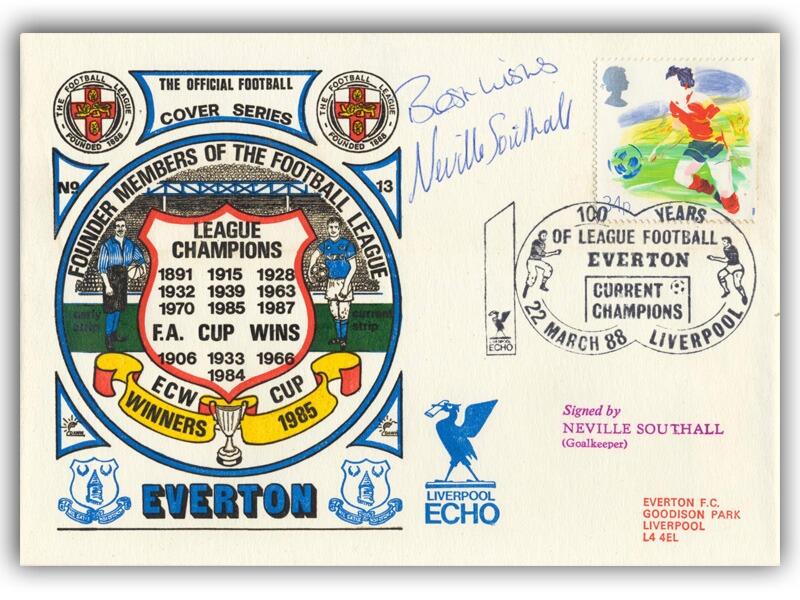 THE OFFICIAL FOOTBALL
COVER SERIES
THE FOOTBALL LEAGUE
FOUNDED 1888
THE FOOTBALL LEAGUE
FOUNDED 1888
No 13
FOUNDER MEMBERS OF THE FOOTBALL LEAGUE
LEAGUE
CHAMPIONS
1891 1915 1928
1932 1939 1963
1970 1985 1987
F.A. CUP WINS
1906 1933 1966
1984
early
strip
current
strip
ECW CUP
WINNERS 1985
DAWN
DAWN
EVERTON
Best wishes
Neville Southall
34P
100 YEARS
OF LEAGUE FOOTBALL
EVERTON
CURRENT
CHAMPIONS
22 MARCH 88 LIVERPOOL
LIVERPOOL
ECHO
LIVERPOOL
ECHO
Signed by
NEVILLE SOUTHALL
(Goalkeeper)
EVERTON F.C.
GOODISON PARK
LIVERPOOL
L4 4EL